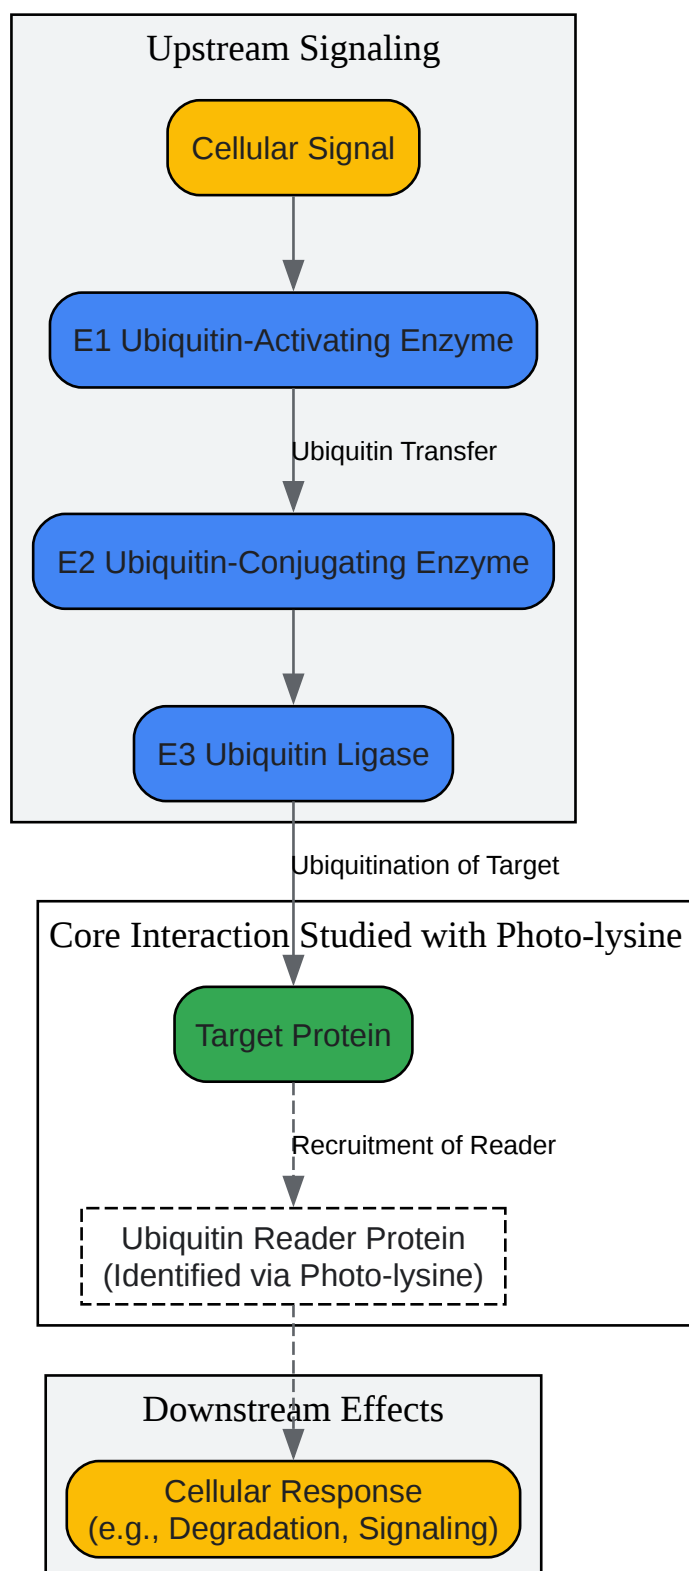 Upstream Signaling
Cellular Signal
E1 Ubiquitin-Activating Enzyme
Ubiquitin Transfer
E2 Ubiquitin-Conjugating Enzyme
E3 Ubiquitin Ligase
Ubiquitination of Target
Core Interaction Studied with Photo-lysine
Target Protein
Recruitment of Reader
Ubiquitin Reader Protein
(Identified via Photo-lysine)
Downstream Effects
Cellular Response
(e.g., Degradation, Signaling)